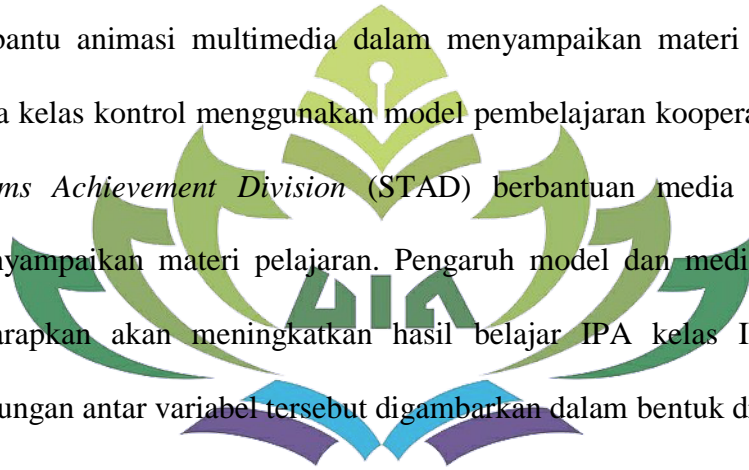 bantu animasi multimedia dalam menyampaikan materi
a kelas kontrol menggunakan model pembelajaran koopera
ms Achievement Division (STAD) berbantuan media
nyampaikan materi pelajaran. Pengaruh model dan medi
arapkan akan meningkatkan hasil belajar IPA kelas I
UIN
ungan antar variabel tersebut digambarkan dalam bentuk di